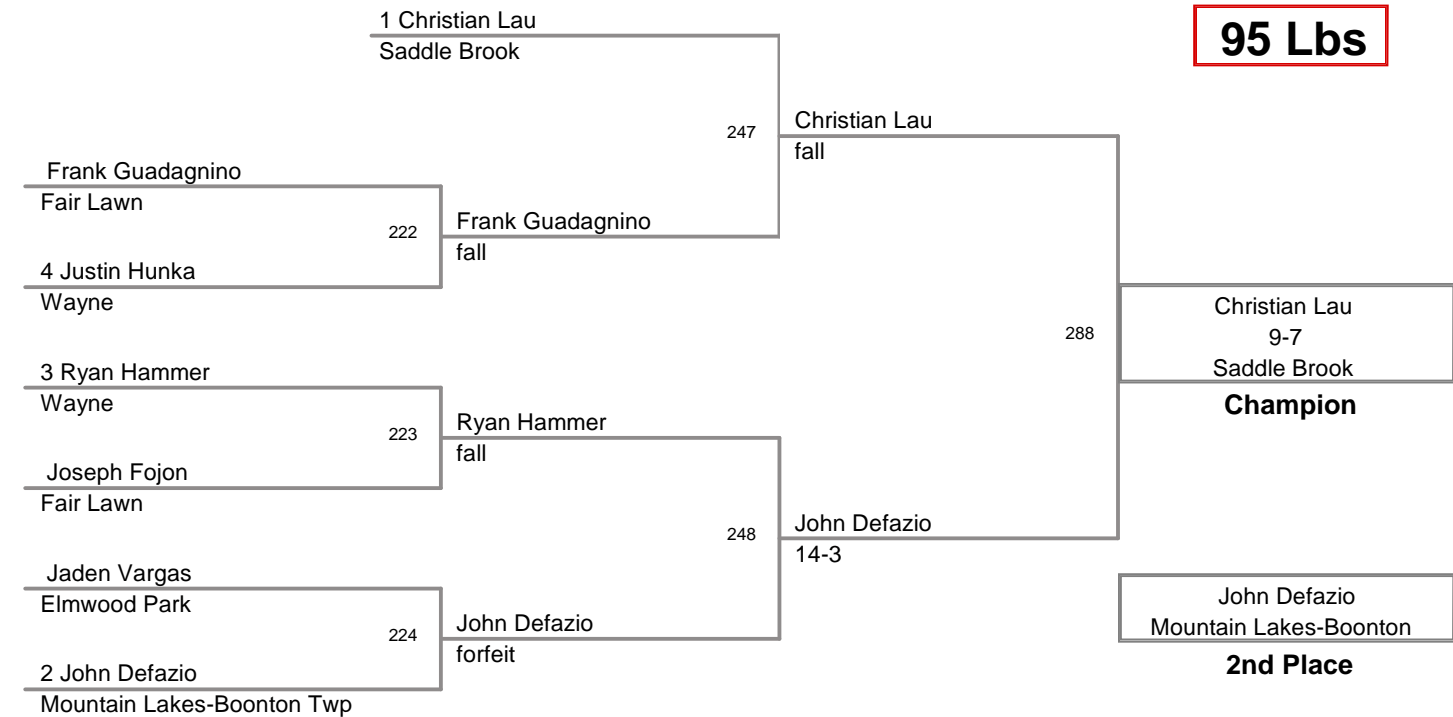 1 Christian Lau
Saddle Brook
95 Lbs
247
Christian Lau
fall
Frank Guadagnino
Fair Lawn
222
Frank Guadagnino
fall
4 Justin Hunka
Wayne
288
Christian Lau
9-7
Saddle Brook
Champion
3 Ryan Hammer
Wayne
223
Ryan Hammer
fall
Joseph Fojon
Fair Lawn
248
John Defazio
14-3
Jaden Vargas
Elmwood Park
224
John Defazio
forfeit
2 John Defazio
Mountain Lakes-Boonton Twp
John Defazio
Mountain Lakes-Boonton
2nd Place